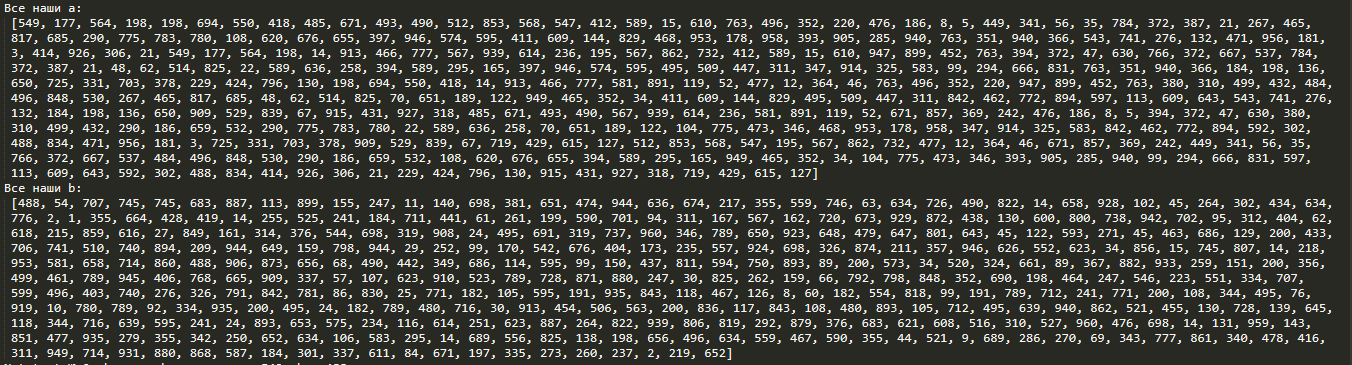 Все наши a:
[549, 177, 564, 198, 198, 694, 550, 418, 485, 671, 493, 490, 512, 853, 568, 547, 412, 589, 15, 610, 763, 496, 352, 220, 476, 186, 8, 5, 449, 341, 56, 35, 784, 372, 387, 21, 267, 465,
817, 685, 290, 775, 783, 780, 108, 620, 676, 655, 397, 946, 574, 595, 411, 609, 144, 829, 468, 953, 178, 958, 393, 905, 285, 940, 763, 351, 940, 366, 543, 741, 276, 132, 471, 956, 181,
3, 414, 926, 306, 21, 549, 177, 564, 198, 14, 913, 466, 777, 567, 939, 614, 236, 195, 567, 862, 732, 412, 589, 15, 610, 947, 899, 452, 763, 394, 372, 47, 630, 766, 372, 667, 537, 784,
372, 387, 21, 48, 62, 514, 825, 22, 589, 636, 258, 394, 589, 295, 165, 397, 946, 574, 595, 495, 509, 447, 311, 347, 914, 325, 583, 99, 294, 666, 831, 763, 351, 940, 366, 184, 198, 136,
650, 725, 331, 703, 378, 229, 424, 796, 130, 198, 694, 550, 418, 14, 913, 466, 777, 581, 891, 119, 52, 477, 12, 364, 46, 763, 496, 352, 220, 947, 899, 452, 763, 380, 310, 499, 432, 484,
496, 848, 530, 267, 465, 817, 685, 48, 62, 514, 825, 70, 651, 189, 122, 949, 465, 352, 34, 411, 609, 144, 829, 495, 509, 447, 311, 842, 462, 772, 894, 597, 113, 609, 643, 543, 741, 276,
132, 184, 198, 136, 650, 909, 529, 839, 67, 915, 431, 927, 318, 485, 671, 493, 490, 567, 939, 614, 236, 581, 891, 119, 52, 671, 857, 369, 242, 476, 186, 8, 5, 394, 372, 47, 630, 380,
310, 499, 432, 290, 186, 659, 532, 290, 775, 783, 780, 22, 589, 636, 258, 70, 651, 189, 122, 104, 775, 473, 346, 468, 953, 178, 958, 347, 914, 325, 583, 842, 462, 772, 894, 592, 302,
488, 834, 471, 956, 181, 3, 725, 331, 703, 378, 909, 529, 839, 67, 719, 429, 615, 127, 512, 853, 568, 547, 195, 567, 862, 732, 477, 12, 364, 46, 671, 857, 369, 242, 449, 341, 56, 35,
766, 372, 667, 537, 484, 496, 848, 530, 290, 186, 659, 532, 108, 620, 676, 655, 394, 589, 295, 165, 949, 465, 352, 34, 104, 775, 473, 346, 393, 905, 285, 940, 99, 294, 666, 831, 597,
113, 609, 643, 592, 302, 488, 834, 414, 926, 306, 21, 229, 424, 796, 130, 915, 431, 927, 318, 719, 429, 615, 127]
Все наши b:
[488, 54, 707, 745, 745, 683, 887, 113, 899, 155, 247, 11, 140, 698, 381, 651, 474, 944, 636, 674, 217, 355, 559, 746, 63, 634, 726, 490, 822, 14, 658, 928, 102, 45, 264, 302, 434, 634,
776, 2, 1, 355, 664, 428, 419, 14, 255, 525, 241, 184, 711, 441, 61, 261, 199, 590, 701, 94, 311, 167, 567, 162, 720, 673, 929, 872, 438, 130, 600, 800, 738, 942, 702, 95, 312, 404, 62,
618, 215, 859, 616, 27, 849, 161, 314, 376, 544, 698, 319, 908, 24, 495, 691, 319, 737, 960, 346, 789, 650, 923, 648, 479, 647, 801, 643, 45, 122, 593, 271, 45, 463, 686, 129, 200, 433,
706, 741, 510, 740, 894, 209, 944, 649, 159, 798, 944, 29, 252, 99, 170, 542, 676, 404, 173, 235, 557, 924, 698, 326, 874, 211, 357, 946, 626, 552, 623, 34, 856, 15, 745, 807, 14, 218,
953, 581, 658, 714, 860, 488, 906, 873, 656, 68, 490, 442, 349, 686, 114, 595, 99, 150, 437, 811, 594, 750, 893, 89, 200, 573, 34, 520, 324, 661, 89, 367, 882, 933, 259, 151, 200, 356,
499, 461, 789, 945, 406, 768, 665, 909, 337, 57, 107, 623, 910, 523, 789, 728, 871, 880, 247, 30, 825, 262, 159, 66, 792, 798, 848, 352, 690, 198, 464, 247, 546, 223, 551, 334, 707,
599, 496, 403, 740, 276, 326, 791, 842, 781, 86, 830, 25, 771, 182, 105, 595, 191, 935, 843, 118, 467, 126, 8, 60, 182, 554, 818, 99, 191, 789, 712, 241, 771, 200, 108, 344, 495, 76,
919, 10, 780, 789, 92, 334, 935, 200, 495, 24, 182, 789, 480, 716, 30, 913, 454, 506, 563, 200, 836, 117, 843, 108, 480, 893, 105, 712, 495, 639, 940, 862, 521, 455, 130, 728, 139, 645,
118, 344, 716, 639, 595, 241, 24, 893, 653, 575, 234, 116, 614, 251, 623, 887, 264, 822, 939, 806, 819, 292, 879, 376, 683, 621, 608, 516, 310, 527, 960, 476, 698, 14, 131, 959, 143,
851, 477, 935, 279, 355, 342, 250, 652, 634, 106, 583, 295, 14, 689, 556, 825, 138, 198, 656, 496, 634, 559, 467, 590, 355, 44, 521, 9, 689, 286, 270, 69, 343, 777, 861, 340, 478, 416,
311, 949, 714, 931, 880, 868, 587, 184, 301, 337, 611, 84, 671, 197, 335, 273, 260, 237, 2, 219, 652]